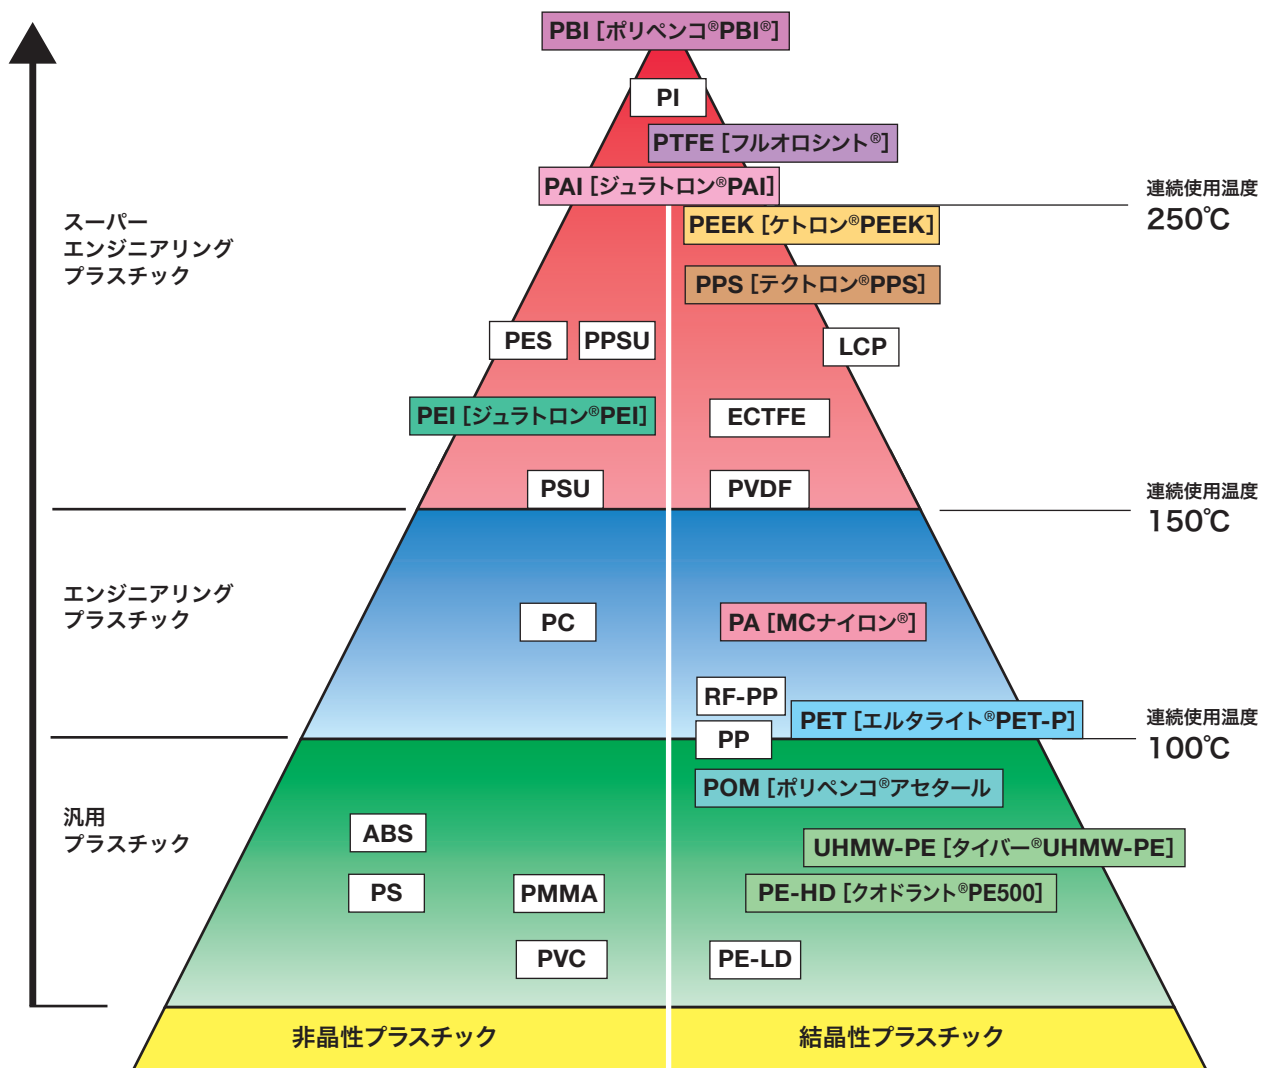 PBI [ポリペンコ®PBI®]
PI
PTFE [フルオロシント®]
PAI [ジュラトロン®PAI]
連続使用温度
250℃
PEEK [ケトロン®PEEK]
スーパー
エンジニアリング
プラスチック
PPS [テクトロン®PPS]
PES
PPSU
LCP
PEI [ジュラトロン®PEI]
ECTFE
PSU
PVDF
連続使用温度
150℃
エンジニアリング
プラスチック
PC
PA [MCナイロン®]
RF-PP
PET [エルタライト®PET-P]
PP
連続使用温度
100℃
POM [ポリペンコ®アセタール
汎用
プラスチック
ABS
UHMW-PE [タイバー®UHMW-PE]
PS
PMMA
PE-HD [クオドラント®PE500]
PVC
PE-LD
非晶性プラスチック
結晶性プラスチック